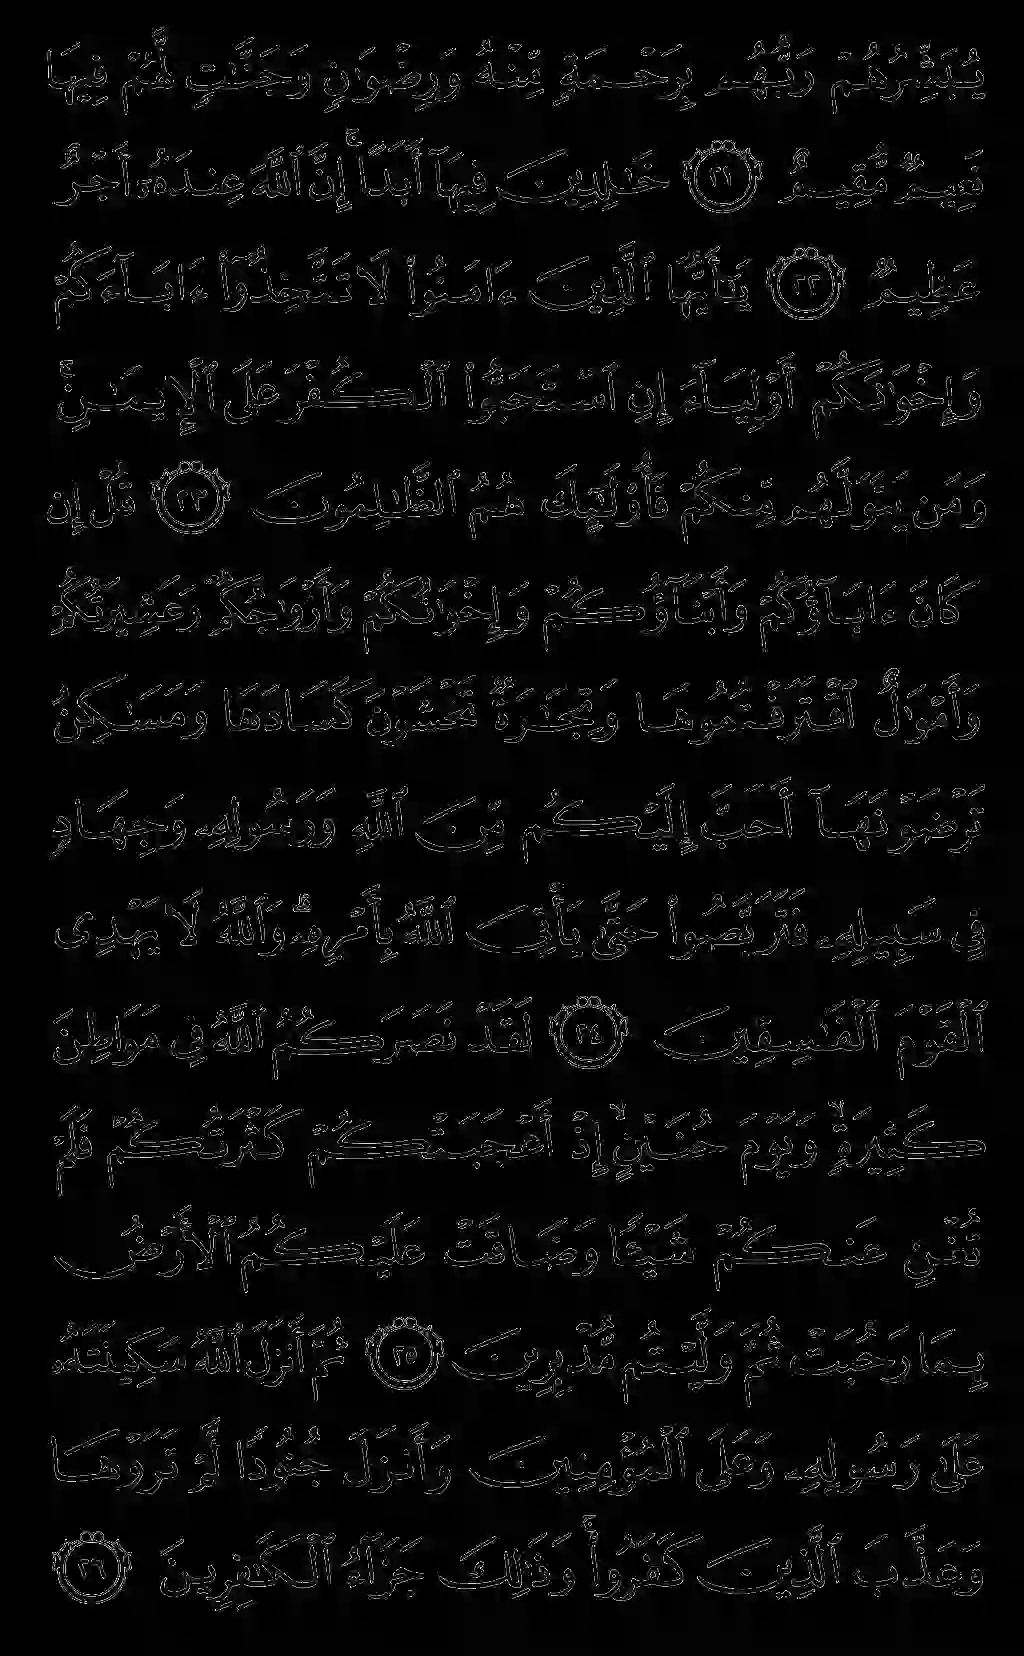 يُبَشِّرُهُمْ رَبُّهُم بِرَحْمَةٍ مِّنْهُ وَرِضْوَٰنٍ وَجَنَّٰتٍ لَّهُمْ فِيهَا
نَعِيمٌ مُّقِيمٌ ٢١ خَٰلِدِينَ فِيهَآ أَبَدًا ۚ إِنَّ ٱللَّهَ عِندَهُۥٓ أَجْرٌ
عَظِيمٌ ٢٢ يَٰٓأَيُّهَا ٱلَّذِينَ ءَامَنُوا۟ لَا تَتَّخِذُوٓا۟ ءَابَآءَكُمْ
وَإِخْوَٰنَكُمْ أَوْلِيَآءَ إِنِ ٱسْتَحَبُّوا۟ ٱلْكُفْرَ عَلَى ٱلْإِيمَٰنِ ۚ
وَمَن يَتَوَلَّهُم مِّنكُمْ فَأُو۟لَٰٓئِكَ هُمُ ٱلظَّٰلِمُونَ ٢٣ قُلْ إِن
كَانَ ءَابَآؤُكُمْ وَأَبْنَآؤُكُمْ وَإِخْوَٰنُكُمْ وَأَزْوَٰجُكُمْ وَعَشِيرَتُكُمْ
وَأَمْوَٰلٌ ٱقْتَرَفْتُمُوهَا وَتِجَٰرَةٌ تَخْشَوْنَ كَسَادَهَا وَمَسَٰكِنُ
تَرْضَوْنَهَآ أَحَبَّ إِلَيْكُم مِّنَ ٱللَّهِ وَرَسُولِهِۦ وَجِهَادٍ
فِى سَبِيلِهِۦ فَتَرَبَّصُوا۟ حَتَّىٰ يَأْتِىَ ٱللَّهُ بِأَمْرِهِۦ ۗ وَٱللَّهُ لَا يَهْدِى
ٱلْقَوْمَ ٱلْفَٰسِقِينَ ٢٤ لَقَدْ نَصَرَكُمُ ٱللَّهُ فِى مَوَاطِنَ
كَثِيرَةٍ ۙ وَيَوْمَ حُنَيْنٍ ۙ إِذْ أَعْجَبَتْكُمْ كَثْرَتُكُمْ فَلَمْ
تُغْنِ عَنكُمْ شَيْـًٔا وَضَاقَتْ عَلَيْكُمُ ٱلْأَرْضُ
بِمَا رَحُبَتْ ثُمَّ وَلَّيْتُم مُّدْبِرِينَ ٢٥ ثُمَّ أَنزَلَ ٱللَّهُ سَكِينَتَهُۥ
عَلَىٰ رَسُولِهِۦ وَعَلَى ٱلْمُؤْمِنِينَ وَأَنزَلَ جُنُودًا لَّمْ تَرَوْهَا
وَعَذَّبَ ٱلَّذِينَ كَفَرُوا۟ ۚ وَذَٰلِكَ جَزَآءُ ٱلْكَٰفِرِينَ ٢٦